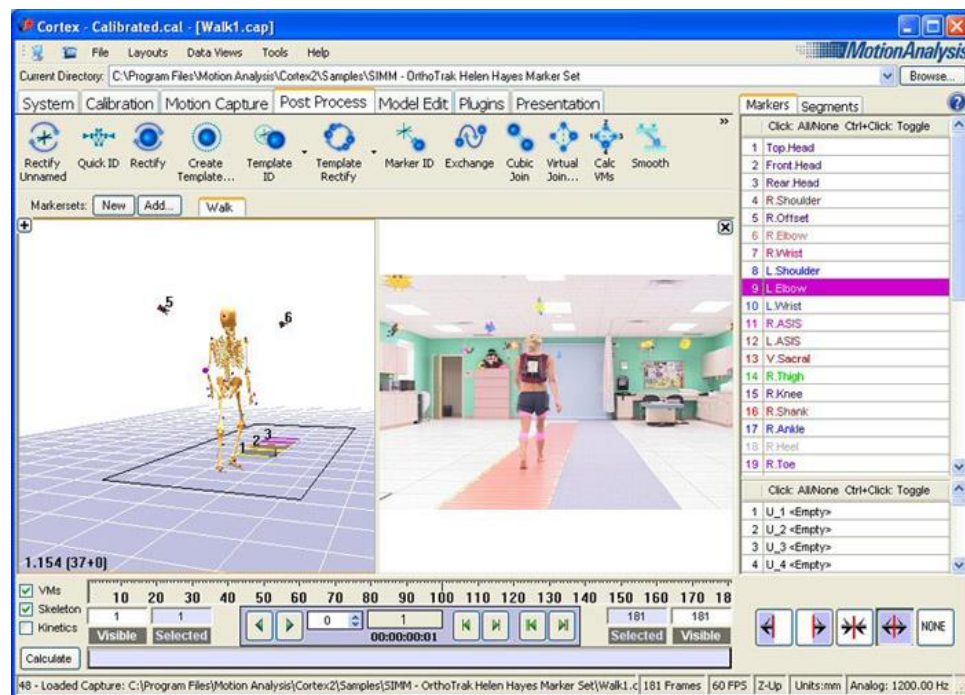 Cortex - Calibrated.cal - [Walk1.cap]
File Layouts Data Views Tools Help
MotionAnalysis
Current Directory: C:\Program Files\Motion Analysis\Cortex2\Samples\SIMM - OrthoTrak Helen Hayes Marker Set
Browse...
System Calibration Motion Capture Post Process Model Edit Plugins Presentation
Rectify Unnamed
Quick ID
Rectify
Create Template...
Template ID
Template Rectify
Marker ID
Exchange
Cubic Join
Virtual Join...
Calc VMs
Smooth
Markersets: New Add... Walk
5
6
1 2 3
1.154 (37+0)
Markers Segments
Click: All/None Ctrl+Click: Toggle
1 Top.Head
2 Front.Head
3 Rear.Head
4 R.Shoulder
5 R.Offset
6 R.Elbow
7 R.Wrist
8 L.Shoulder
9 L.Elbow
10 L.Wrist
11 R.ASIS
12 L.ASIS
13 V.Sacral
14 R.Thigh
15 R.Knee
16 R.Shank
17 R.Ankle
18 R.Heel
19 R.Toe
Click: All/None Ctrl+Click: Toggle
1 U_1 <Empty>
2 U_2 <Empty>
3 U_3 <Empty>
4 U_4 <Empty>
VMs
Skeleton
Kinetics
10 20 30 40 50 60 70 80 90 100 110 120 130 140 150 160 170 18
1 1 0 1 181 181
Visible Selected 00:00:00:01 Selected Visible
NONE
Calculate
48 - Loaded Capture: C:\Program Files\Motion Analysis\Cortex2\Samples\SIMM - OrthoTrak Helen Hayes Marker Set\Walk1.c 181 Frames 60 FPS Z-Up Units:mm Analog: 1200.00 Hz